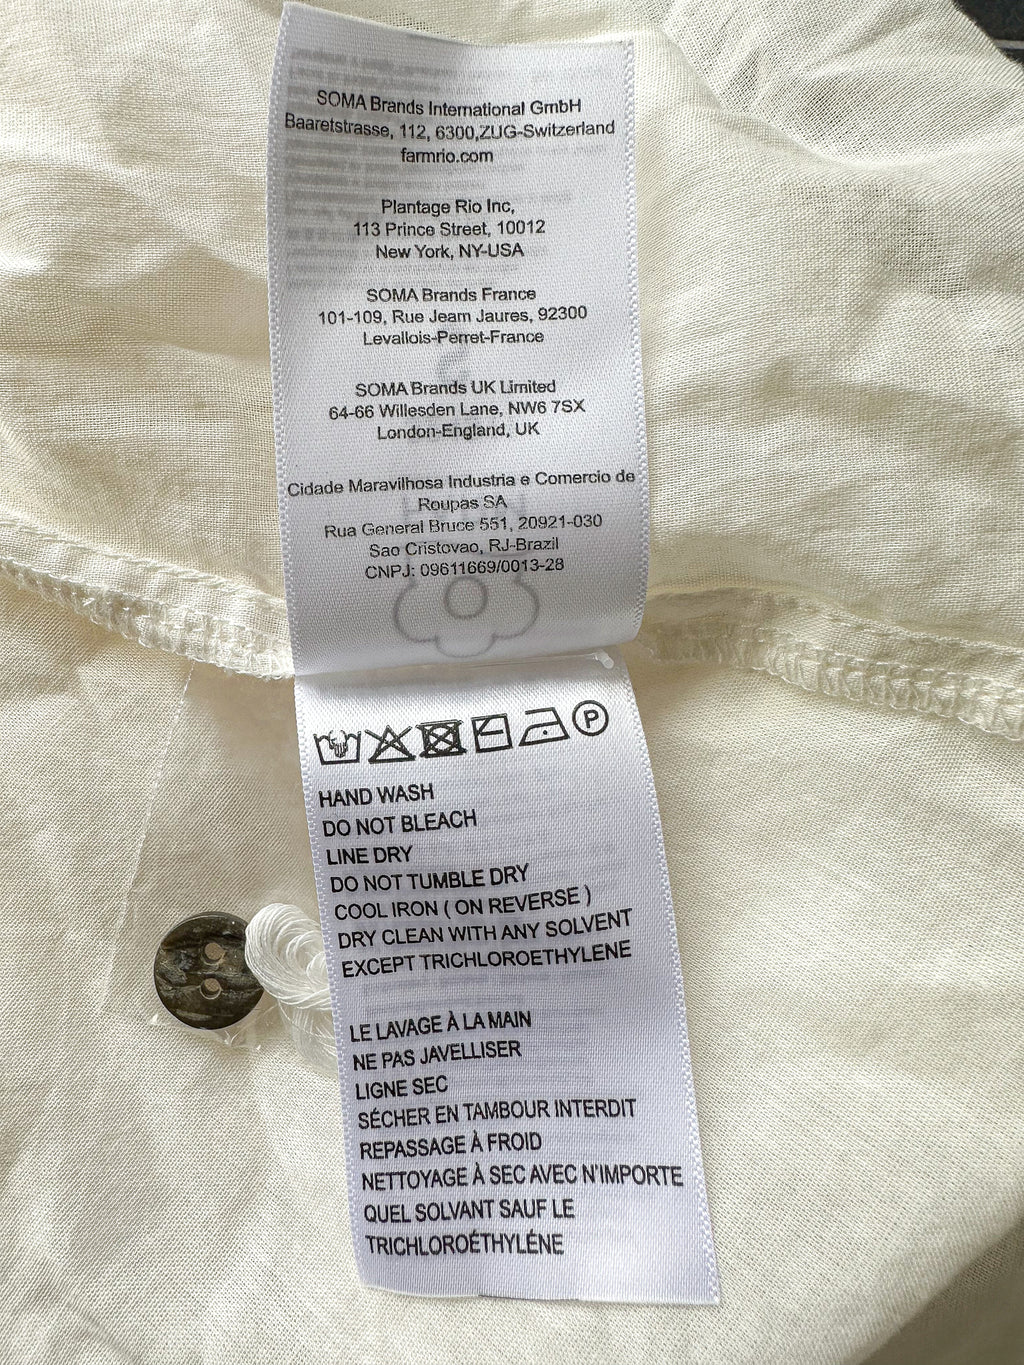 SOMA Brands International GmbH
Baaretstrasse, 112, 6300,ZUG-Switzerland
farmrio.com
Plantage Rio Inc,
113 Prince Street, 10012
New York, NY-USA
SOMA Brands France
101-109, Rue Jeam Jaures, 92300
Levallois-Perret-France
SOMA Brands UK Limited
64-66 Willesden Lane, NW6 7SX
London-England, UK
Cidade Maravilhosa Industria e Comercio de
Roupas SA
Rua General Bruce 551, 20921-030
Sao Cristovao, RJ-Brazil
CNPJ: 09611669/0013-28
P
HAND WASH
DO NOT BLEACH
LINE DRY
DO NOT TUMBLE DRY
COOL IRON ( ON REVERSE )
DRY CLEAN WITH ANY SOLVENT
EXCEPT TRICHLOROETHYLENE
LE LAVAGE À LA MAIN
NE PAS JAVELLISER
LIGNE SEC
SÉCHER EN TAMBOUR INTERDIT
REPASSAGE À FROID
NETTOYAGE À SEC AVEC N'IMPORTE
QUEL SOLVANT SAUF LE
TRICHLOROÉTHYLÉNE